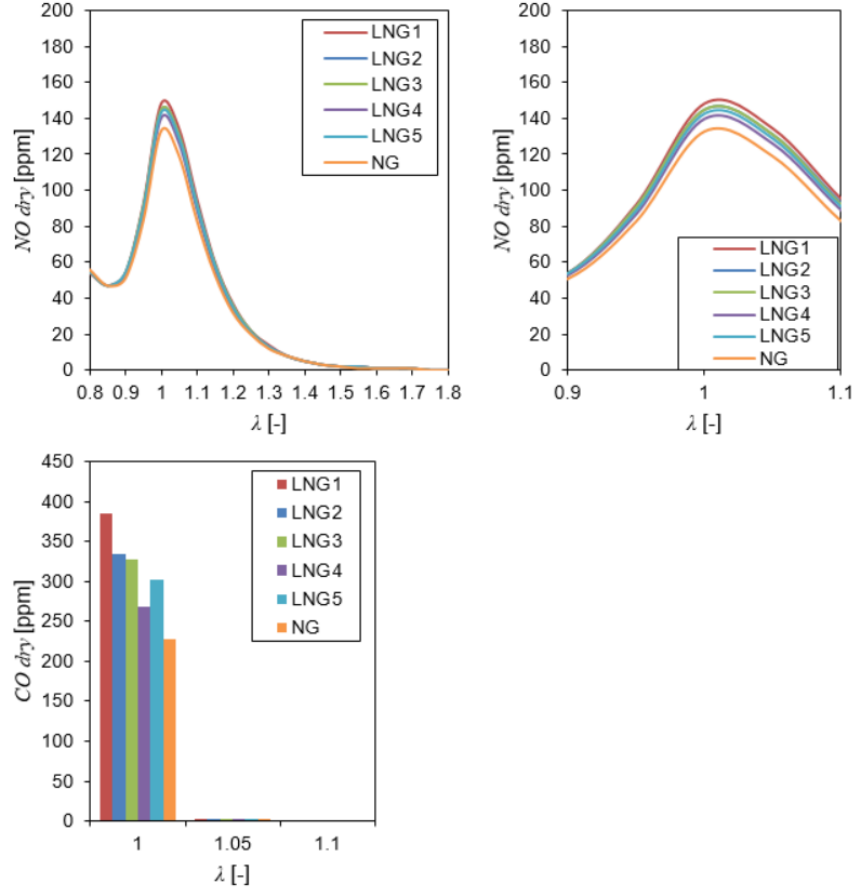 NO dry [ppm]
200
180
160
140
120
100
80
60
40
20
0
LNG1
LNG2
LNG3
LNG4
LNG5
NG
0.8 0.9 1 1.1 1.2 1.3 1.4 1.5 1.6 1.7 1.8
λ [-]
NO dry [ppm]
200
180
160
140
120
100
80
60
40
20
0
LNG1
LNG2
LNG3
LNG4
LNG5
NG
0.9 1 1.1
λ [-]
CO dry [ppm]
450
400
350
300
250
200
150
100
50
0
LNG1
LNG2
LNG3
LNG4
LNG5
NG
1 1.05 1.1
λ [-]